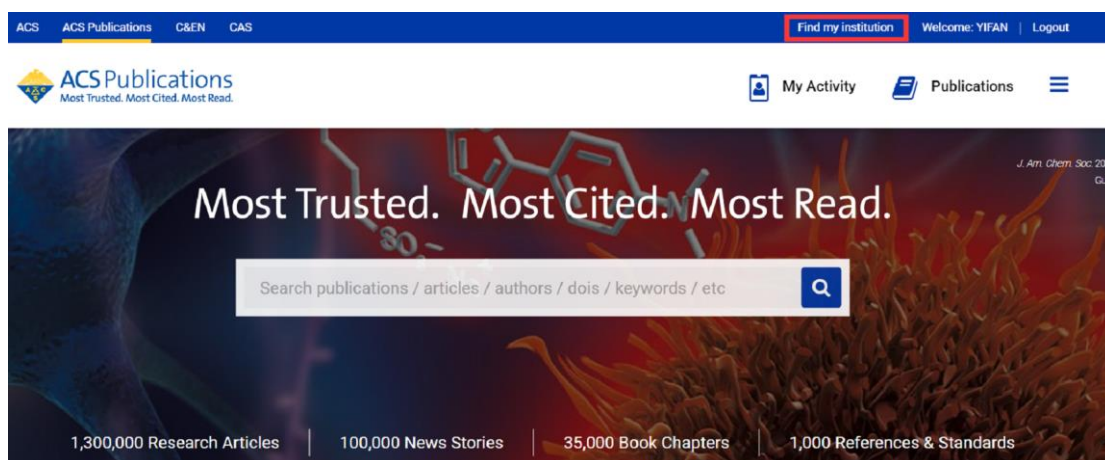 ACS ACS Publications C&EN CAS Find my institution Welcome: YIFAN | Logout
ACS Publications
Most Trusted. Most Cited. Most Read.
My Activity Publications
J. Am. Chem. Soc. 20
Most Trusted. Most Cited. Most Read.
SO₃-
Search publications / articles / authors / dois / keywords / etc
1,300,000 Research Articles 100,000 News Stories 35,000 Book Chapters 1,000 References & Standards